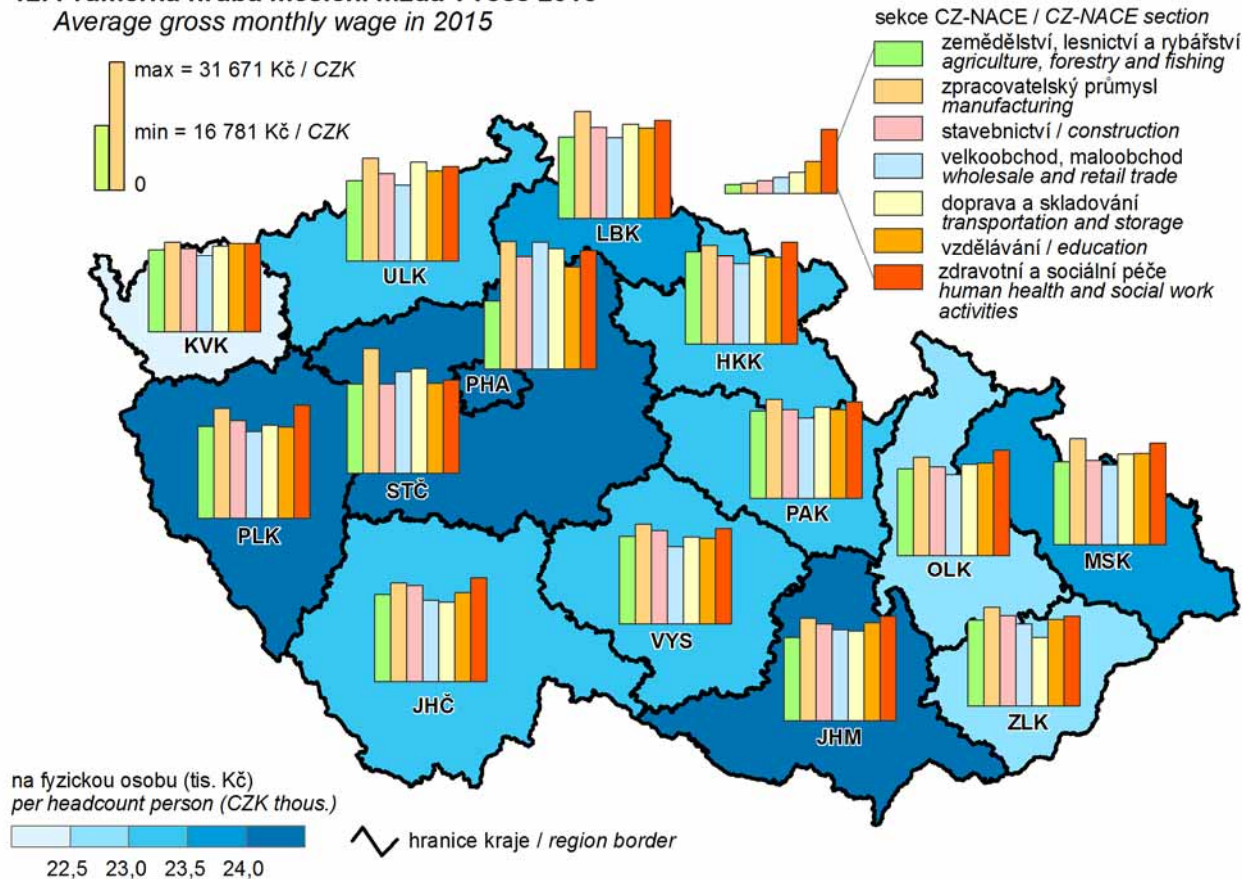 Average gross monthly wage in 2015
max = 31 671 Kč / CZK
min = 16 781 Kč / CZK
0
sekce CZ-NACE / CZ-NACE section
zemědělství, lesnictví a rybářství
agriculture, forestry and fishing
zpracovatelský průmysl
manufacturing
stavebnictví / construction
velkoobchod, maloobchod
wholesale and retail trade
doprava a skladování
transportation and storage
vzdělávání / education
zdravotní a sociální péče
human health and social work
activities
LBK
ULK
KVK
HKK
PHA
STČ
PAK
PLK
OLK
MSK
VYS
JHČ
JHM
ZLK
na fyzickou osobu (tis. Kč)
per headcount person (CZK thous.)
22,5 23,0 23,5 24,0
hranice kraje / region border